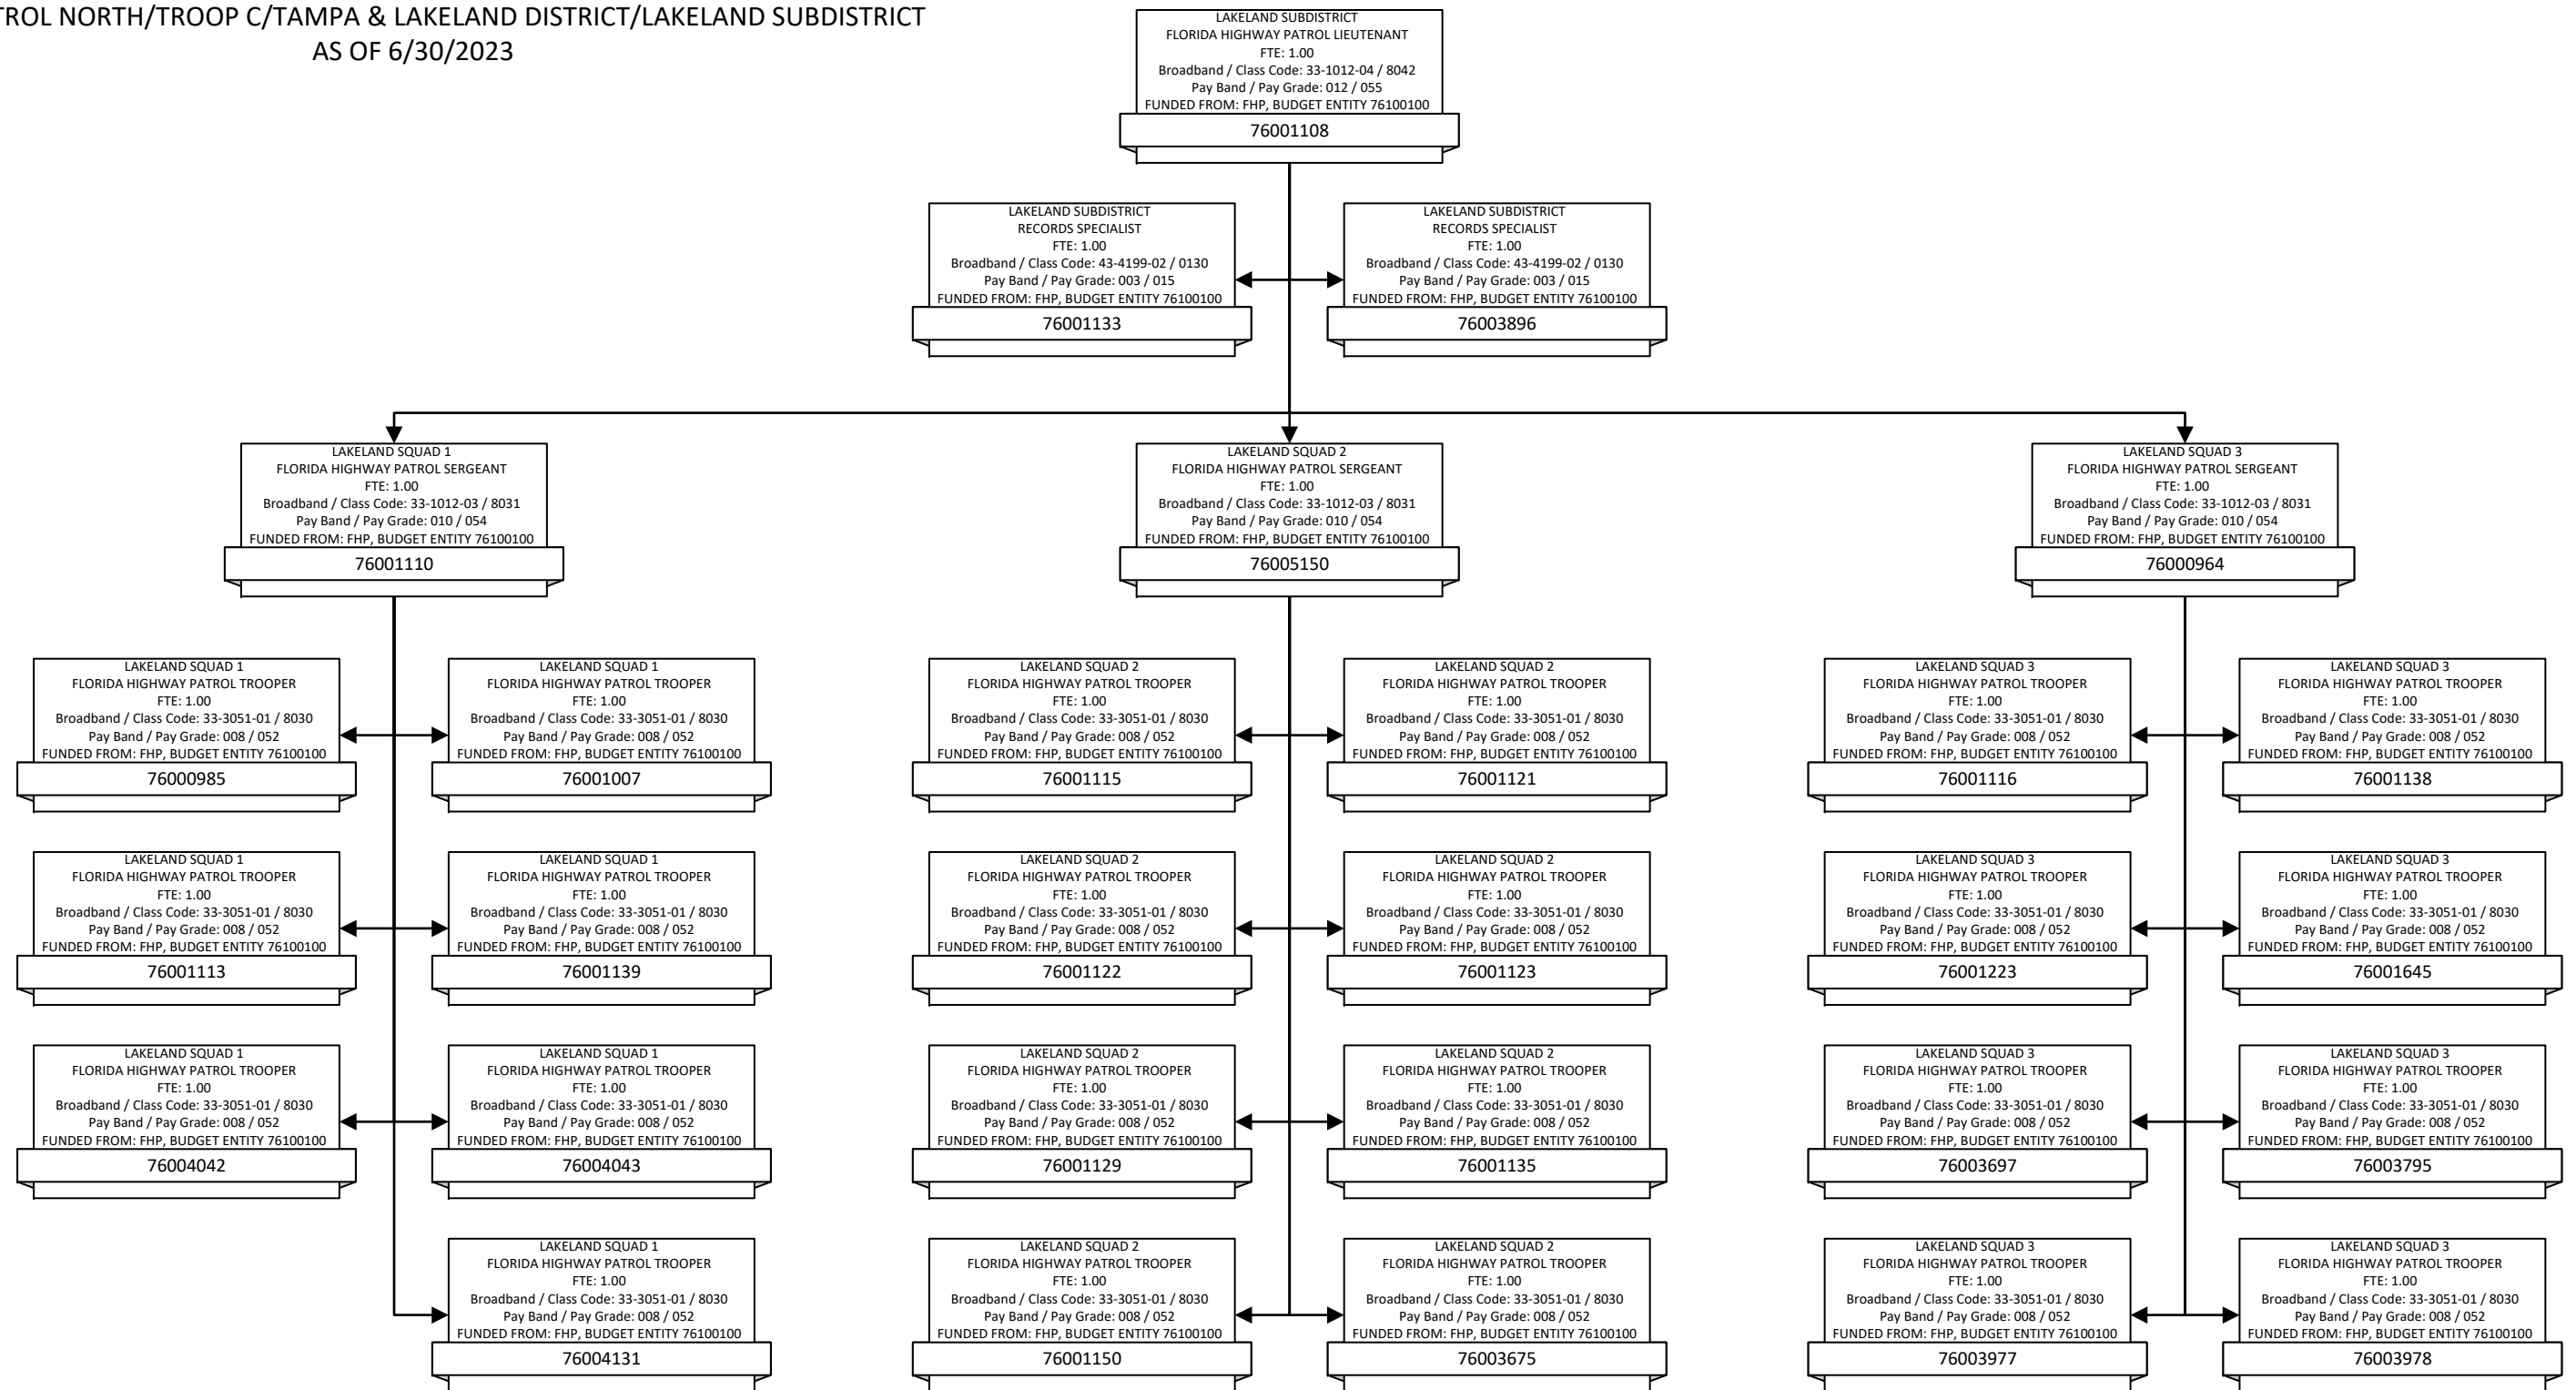 TROL NORTH/TROOP C/TAMPA & LAKELAND DISTRICT/LAKELAND SUBDISTRICT
AS OF 6/30/2023
LAKELAND SUBDISTRICT
FLORIDA HIGHWAY PATROL LIEUTENANT
FTE: 1.00
Broadband / Class Code: 33-1012-04 / 8042
Pay Band / Pay Grade: 012 / 055
FUNDED FROM: FHP, BUDGET ENTITY 76100100
76001108
LAKELAND SUBDISTRICT
RECORDS SPECIALIST
FTE: 1.00
Broadband / Class Code: 43-4199-02 / 0130
Pay Band / Pay Grade: 003 / 015
FUNDED FROM: FHP, BUDGET ENTITY 76100100
76001133
LAKELAND SUBDISTRICT
RECORDS SPECIALIST
FTE: 1.00
Broadband / Class Code: 43-4199-02 / 0130
Pay Band / Pay Grade: 003 / 015
FUNDED FROM: FHP, BUDGET ENTITY 76100100
76003896
LAKELAND SQUAD 1
FLORIDA HIGHWAY PATROL SERGEANT
FTE: 1.00
Broadband / Class Code: 33-1012-03 / 8031
Pay Band / Pay Grade: 010 / 054
FUNDED FROM: FHP, BUDGET ENTITY 76100100
76001110
LAKELAND SQUAD 2
FLORIDA HIGHWAY PATROL SERGEANT
FTE: 1.00
Broadband / Class Code: 33-1012-03 / 8031
Pay Band / Pay Grade: 010 / 054
FUNDED FROM: FHP, BUDGET ENTITY 76100100
76005150
LAKELAND SQUAD 3
FLORIDA HIGHWAY PATROL SERGEANT
FTE: 1.00
Broadband / Class Code: 33-1012-03 / 8031
Pay Band / Pay Grade: 010 / 054
FUNDED FROM: FHP, BUDGET ENTITY 76100100
76000964
LAKELAND SQUAD 1
FLORIDA HIGHWAY PATROL TROOPER
FTE: 1.00
Broadband / Class Code: 33-3051-01 / 8030
Pay Band / Pay Grade: 008 / 052
FUNDED FROM: FHP, BUDGET ENTITY 76100100
76000985
LAKELAND SQUAD 1
FLORIDA HIGHWAY PATROL TROOPER
FTE: 1.00
Broadband / Class Code: 33-3051-01 / 8030
Pay Band / Pay Grade: 008 / 052
FUNDED FROM: FHP, BUDGET ENTITY 76100100
76001007
LAKELAND SQUAD 2
FLORIDA HIGHWAY PATROL TROOPER
FTE: 1.00
Broadband / Class Code: 33-3051-01 / 8030
Pay Band / Pay Grade: 008 / 052
FUNDED FROM: FHP, BUDGET ENTITY 76100100
76001115
LAKELAND SQUAD 2
FLORIDA HIGHWAY PATROL TROOPER
FTE: 1.00
Broadband / Class Code: 33-3051-01 / 8030
Pay Band / Pay Grade: 008 / 052
FUNDED FROM: FHP, BUDGET ENTITY 76100100
76001121
LAKELAND SQUAD 3
FLORIDA HIGHWAY PATROL TROOPER
FTE: 1.00
Broadband / Class Code: 33-3051-01 / 8030
Pay Band / Pay Grade: 008 / 052
FUNDED FROM: FHP, BUDGET ENTITY 76100100
76001116
LAKELAND SQUAD 3
FLORIDA HIGHWAY PATROL TROOPER
FTE: 1.00
Broadband / Class Code: 33-3051-01 / 8030
Pay Band / Pay Grade: 008 / 052
FUNDED FROM: FHP, BUDGET ENTITY 76100100
76001138
LAKELAND SQUAD 1
FLORIDA HIGHWAY PATROL TROOPER
FTE: 1.00
Broadband / Class Code: 33-3051-01 / 8030
Pay Band / Pay Grade: 008 / 052
FUNDED FROM: FHP, BUDGET ENTITY 76100100
76001113
LAKELAND SQUAD 1
FLORIDA HIGHWAY PATROL TROOPER
FTE: 1.00
Broadband / Class Code: 33-3051-01 / 8030
Pay Band / Pay Grade: 008 / 052
FUNDED FROM: FHP, BUDGET ENTITY 76100100
76001139
LAKELAND SQUAD 2
FLORIDA HIGHWAY PATROL TROOPER
FTE: 1.00
Broadband / Class Code: 33-3051-01 / 8030
Pay Band / Pay Grade: 008 / 052
FUNDED FROM: FHP, BUDGET ENTITY 76100100
76001122
LAKELAND SQUAD 2
FLORIDA HIGHWAY PATROL TROOPER
FTE: 1.00
Broadband / Class Code: 33-3051-01 / 8030
Pay Band / Pay Grade: 008 / 052
FUNDED FROM: FHP, BUDGET ENTITY 76100100
76001123
LAKELAND SQUAD 3
FLORIDA HIGHWAY PATROL TROOPER
FTE: 1.00
Broadband / Class Code: 33-3051-01 / 8030
Pay Band / Pay Grade: 008 / 052
FUNDED FROM: FHP, BUDGET ENTITY 76100100
76001223
LAKELAND SQUAD 3
FLORIDA HIGHWAY PATROL TROOPER
FTE: 1.00
Broadband / Class Code: 33-3051-01 / 8030
Pay Band / Pay Grade: 008 / 052
FUNDED FROM: FHP, BUDGET ENTITY 76100100
76001645
LAKELAND SQUAD 1
FLORIDA HIGHWAY PATROL TROOPER
FTE: 1.00
Broadband / Class Code: 33-3051-01 / 8030
Pay Band / Pay Grade: 008 / 052
FUNDED FROM: FHP, BUDGET ENTITY 76100100
76004042
LAKELAND SQUAD 1
FLORIDA HIGHWAY PATROL TROOPER
FTE: 1.00
Broadband / Class Code: 33-3051-01 / 8030
Pay Band / Pay Grade: 008 / 052
FUNDED FROM: FHP, BUDGET ENTITY 76100100
76004043
LAKELAND SQUAD 2
FLORIDA HIGHWAY PATROL TROOPER
FTE: 1.00
Broadband / Class Code: 33-3051-01 / 8030
Pay Band / Pay Grade: 008 / 052
FUNDED FROM: FHP, BUDGET ENTITY 76100100
76001129
LAKELAND SQUAD 2
FLORIDA HIGHWAY PATROL TROOPER
FTE: 1.00
Broadband / Class Code: 33-3051-01 / 8030
Pay Band / Pay Grade: 008 / 052
FUNDED FROM: FHP, BUDGET ENTITY 76100100
76001135
LAKELAND SQUAD 3
FLORIDA HIGHWAY PATROL TROOPER
FTE: 1.00
Broadband / Class Code: 33-3051-01 / 8030
Pay Band / Pay Grade: 008 / 052
FUNDED FROM: FHP, BUDGET ENTITY 76100100
76003697
LAKELAND SQUAD 3
FLORIDA HIGHWAY PATROL TROOPER
FTE: 1.00
Broadband / Class Code: 33-3051-01 / 8030
Pay Band / Pay Grade: 008 / 052
FUNDED FROM: FHP, BUDGET ENTITY 76100100
76003795
LAKELAND SQUAD 1
FLORIDA HIGHWAY PATROL TROOPER
FTE: 1.00
Broadband / Class Code: 33-3051-01 / 8030
Pay Band / Pay Grade: 008 / 052
FUNDED FROM: FHP, BUDGET ENTITY 76100100
76004131
LAKELAND SQUAD 2
FLORIDA HIGHWAY PATROL TROOPER
FTE: 1.00
Broadband / Class Code: 33-3051-01 / 8030
Pay Band / Pay Grade: 008 / 052
FUNDED FROM: FHP, BUDGET ENTITY 76100100
76001150
LAKELAND SQUAD 2
FLORIDA HIGHWAY PATROL TROOPER
FTE: 1.00
Broadband / Class Code: 33-3051-01 / 8030
Pay Band / Pay Grade: 008 / 052
FUNDED FROM: FHP, BUDGET ENTITY 76100100
76003675
LAKELAND SQUAD 3
FLORIDA HIGHWAY PATROL TROOPER
FTE: 1.00
Broadband / Class Code: 33-3051-01 / 8030
Pay Band / Pay Grade: 008 / 052
FUNDED FROM: FHP, BUDGET ENTITY 76100100
76003977
LAKELAND SQUAD 3
FLORIDA HIGHWAY PATROL TROOPER
FTE: 1.00
Broadband / Class Code: 33-3051-01 / 8030
Pay Band / Pay Grade: 008 / 052
FUNDED FROM: FHP, BUDGET ENTITY 76100100
76003978